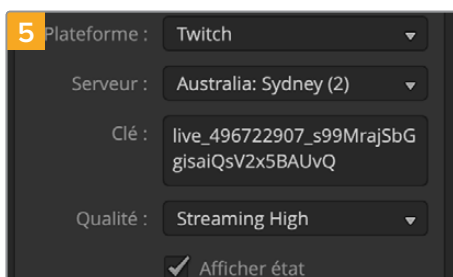 5
Plateforme : Twitch
Serveur : Australia: Sydney (2)
Clé : live_496722907_s99MrajSbG
gisaiQsV2x5BAUvQ
Qualité : Streaming High
Afficher état